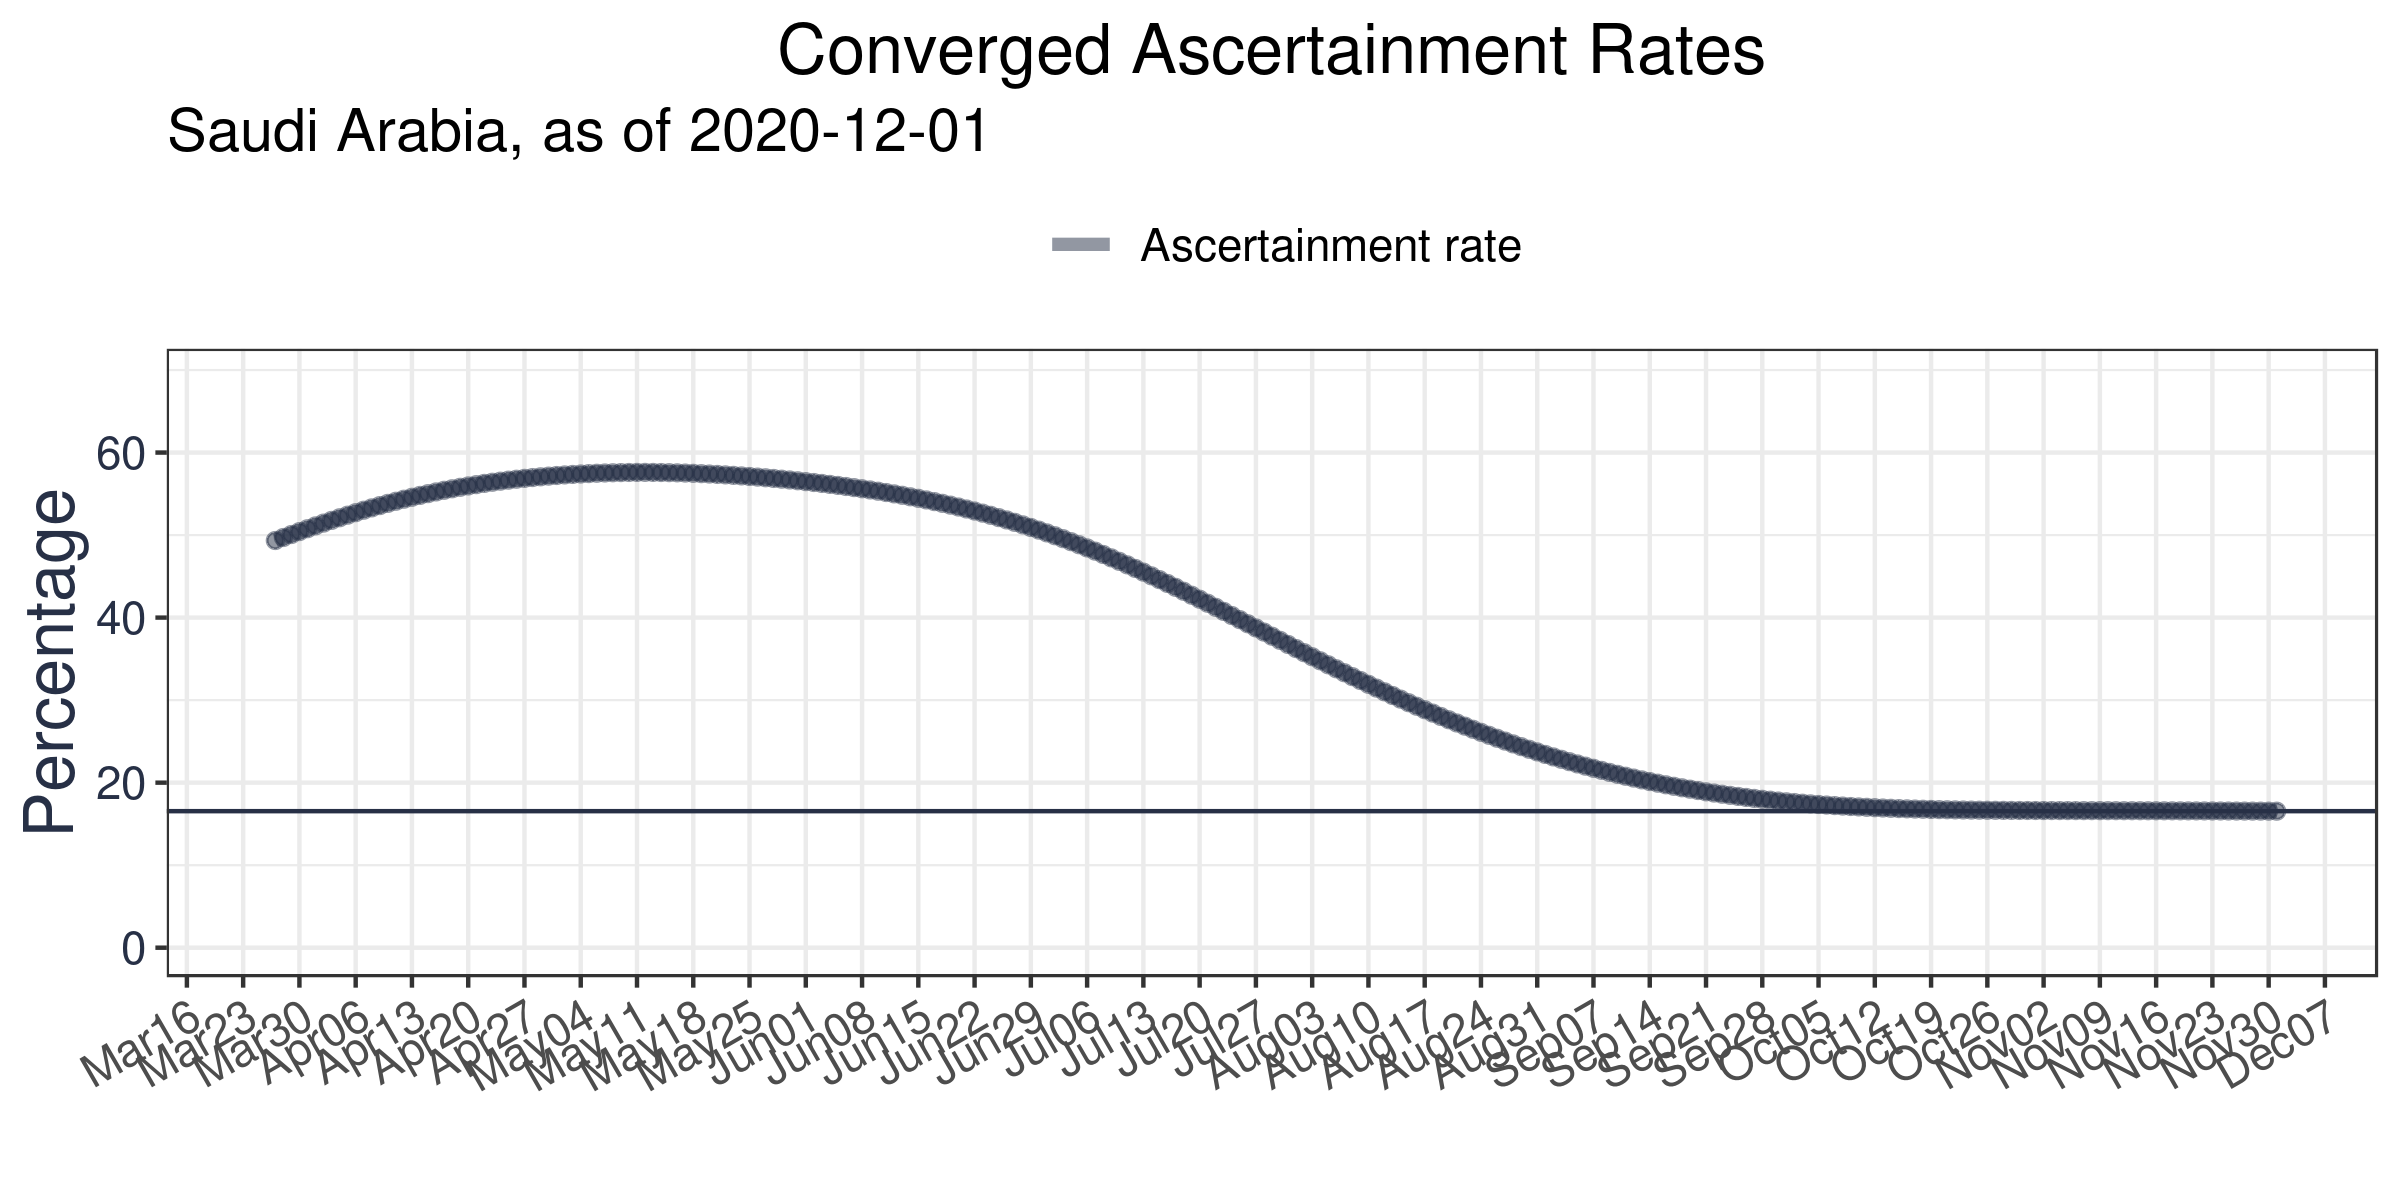 Converged Ascertainment Rates
Saudi Arabia, as of 2020-12-01
Ascertainment rate
Percentage
60
40
20
0
Mar16 Mar23 Mar30 Apr06 Apr13 Apr20 Apr27 May04 May11 May18 May25 Jun01 Jun08 Jun15 Jun22 Jun29 Jul06 Jul13 Jul20 Jul27 Aug03 Aug10 Aug17 Aug24 Aug31 Sep07 Sep14 Sep21 Sep28 Oct05 Oct12 Oct19 Oct26 Nov02 Nov09 Nov16 Nov23 Nov30 Dec07